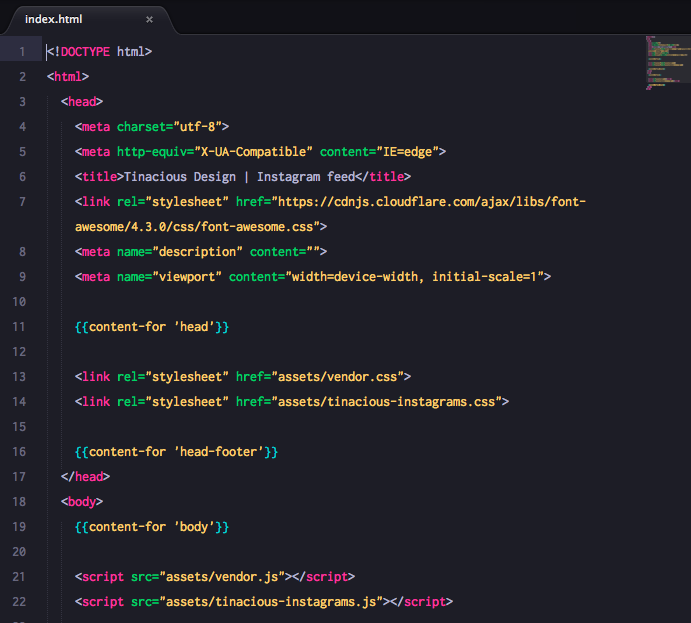 index.html ×
1 <!DOCTYPE html>
2 <html>
3 <head>
4 <meta charset="utf-8">
5 <meta http-equiv="X-UA-Compatible" content="IE=edge">
6 <title>Tinacious Design | Instagram feed</title>
7 <link rel="stylesheet" href="https://cdnjs.cloudflare.com/ajax/libs/font-
awesome/4.3.0/css/font-awesome.css">
8 <meta name="description" content="">
9 <meta name="viewport" content="width=device-width, initial-scale=1">
10
11 {{content-for 'head'}}
12
13 <link rel="stylesheet" href="assets/vendor.css">
14 <link rel="stylesheet" href="assets/tinacious-instagrams.css">
15
16 {{content-for 'head-footer'}}
17 </head>
18 <body>
19 {{content-for 'body'}}
20
21 <script src="assets/vendor.js"></script>
22 <script src="assets/tinacious-instagrams.js"></script>